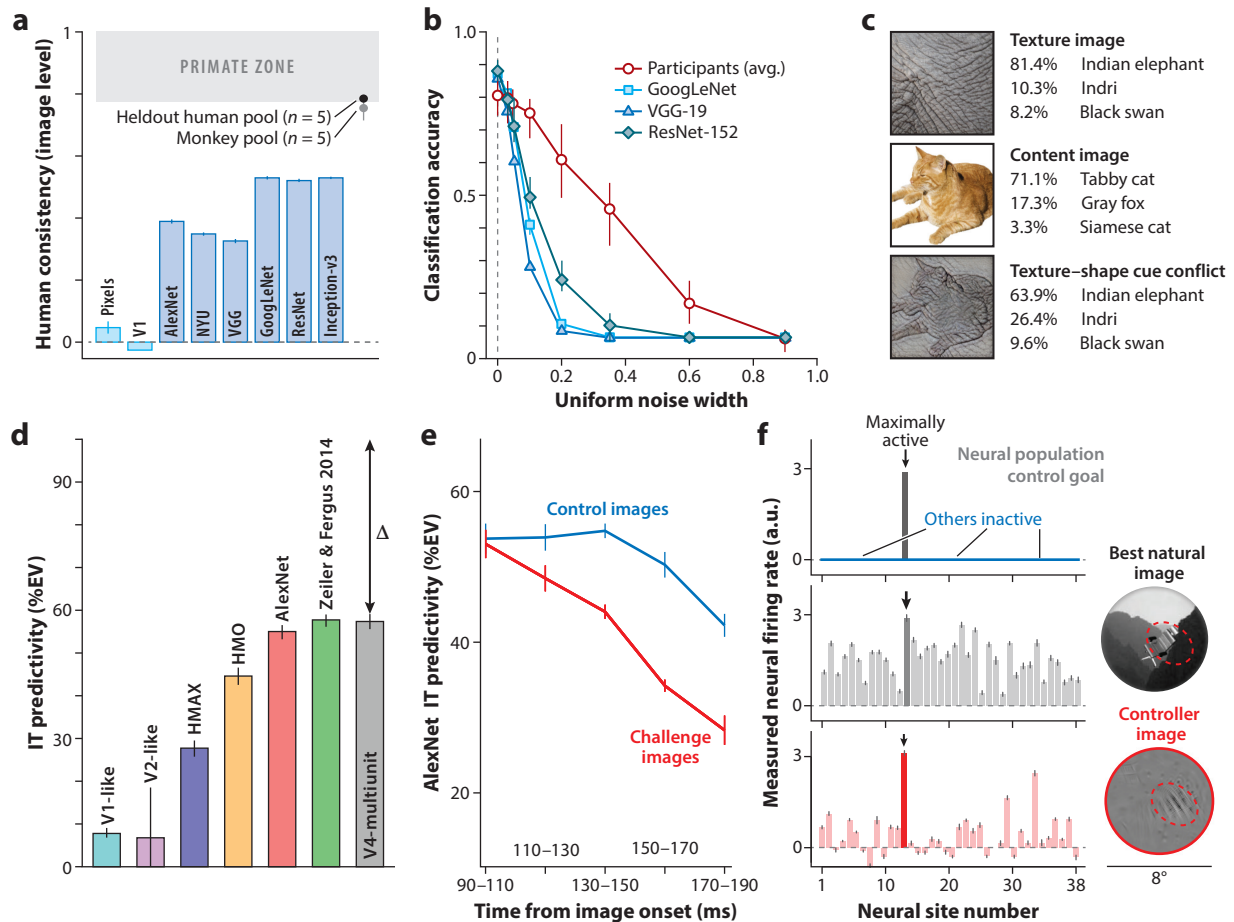 a
Human consistency (image level)
1
0
PRIMATE ZONE
Heldout human pool (n = 5)
Monkey pool (n = 5)
Pixels
V1
AlexNet
NYU
VGG
GoogLeNet
ResNet
Inception-v3
b
Classification accuracy
1.0
0.5
0
Participants (avg.)
GoogLeNet
VGG-19
ResNet-152
0
0.2
0.4
0.6
0.8
1.0
Uniform noise width
c
Texture image
81.4% Indian elephant
10.3% Indri
8.2% Black swan
Content image
71.1% Tabby cat
17.3% Gray fox
3.3% Siamese cat
Texture–shape cue conflict
63.9% Indian elephant
26.4% Indri
9.6% Black swan
d
IT predictivity (%EV)
90
60
30
0
V1-like
V2-like
HMAX
HMO
AlexNet
Zeiler & Fergus 2014
V4-multiunit
Δ
e
AlexNet IT predictivity (%EV)
60
40
20
Control images
Challenge
images
110–130
150–170
90–110
130–150
170–190
Time from image onset (ms)
f
Measured neural firing rate (a.u.)
Maximally
active
Neural population
control goal
Others inactive
3
0
1
10
20
30
38
3
0
Best natural
image
3
0
Controller
image
1
10
20
30
38
Neural site number
8°